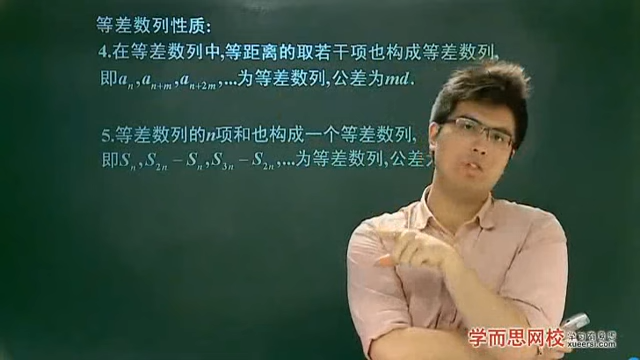 等差数列性质:
4.在等差数列中,等距离的取若干项也构成等差数列,
即aₙ,aₙ₊ₘ,aₙ₊₂ₘ,...为等差数列,公差为md.
5.等差数列的n项和也构成一个等差数列,
即Sₙ,S₂ₙ-Sₙ,S₃ₙ-S₂ₙ,...为等差数列,公差为
学而思网校
xueersi.com